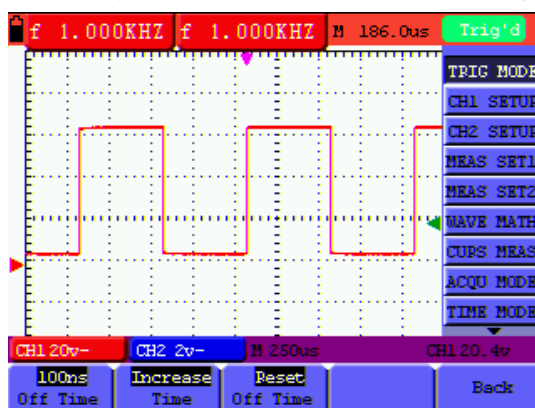 f 1.000KHZ f 1.000KHZ M 186.0us Trig'd
TRIG MODE
CH1 SETUP
CH2 SETUP
MEAS SET1
MEAS SET2
WAVE MATH
CUPS MEAS
ACQU MODE
TIME MODE
CH1 20v- CH2 2v- M 250us CH1 20.4v
100ns Increase Reset Back
Off Time Time Off Time